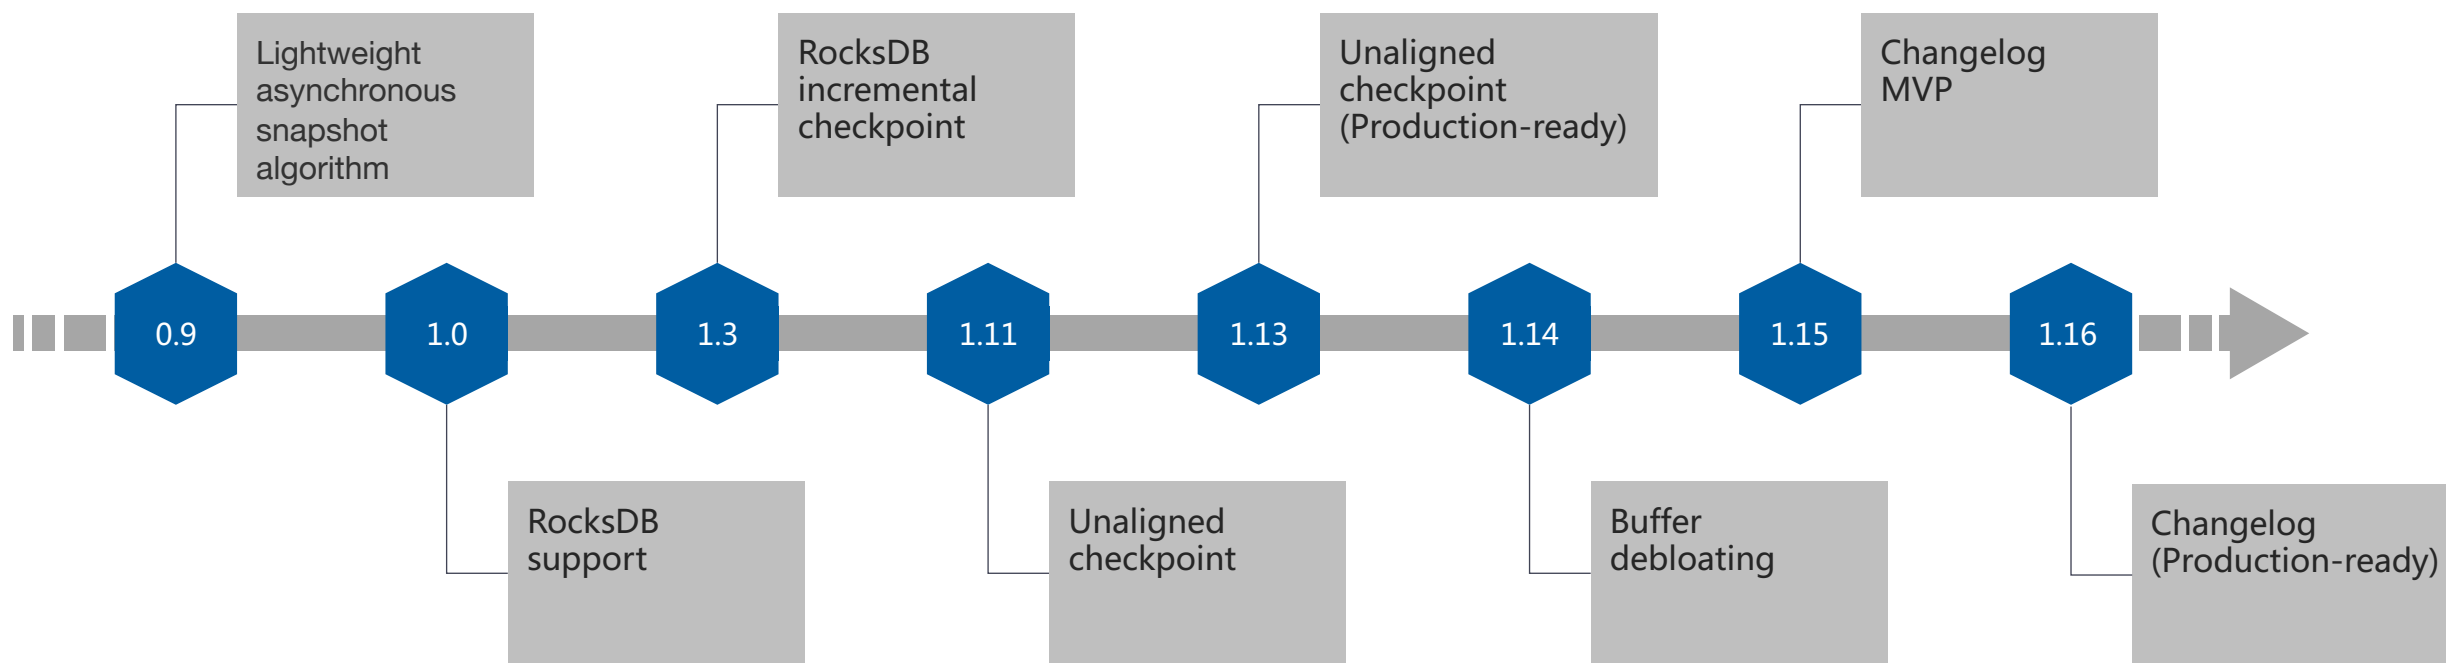 Lightweight
asynchronous
snapshot
algorithm
RocksDB
incremental
checkpoint
Unaligned
checkpoint
(Production-ready)
Changelog
MVP
0.9
1.0
1.3
1.11
1.13
1.14
1.15
1.16
RocksDB
support
Unaligned
checkpoint
Buffer
debloating
Changelog
(Production-ready)